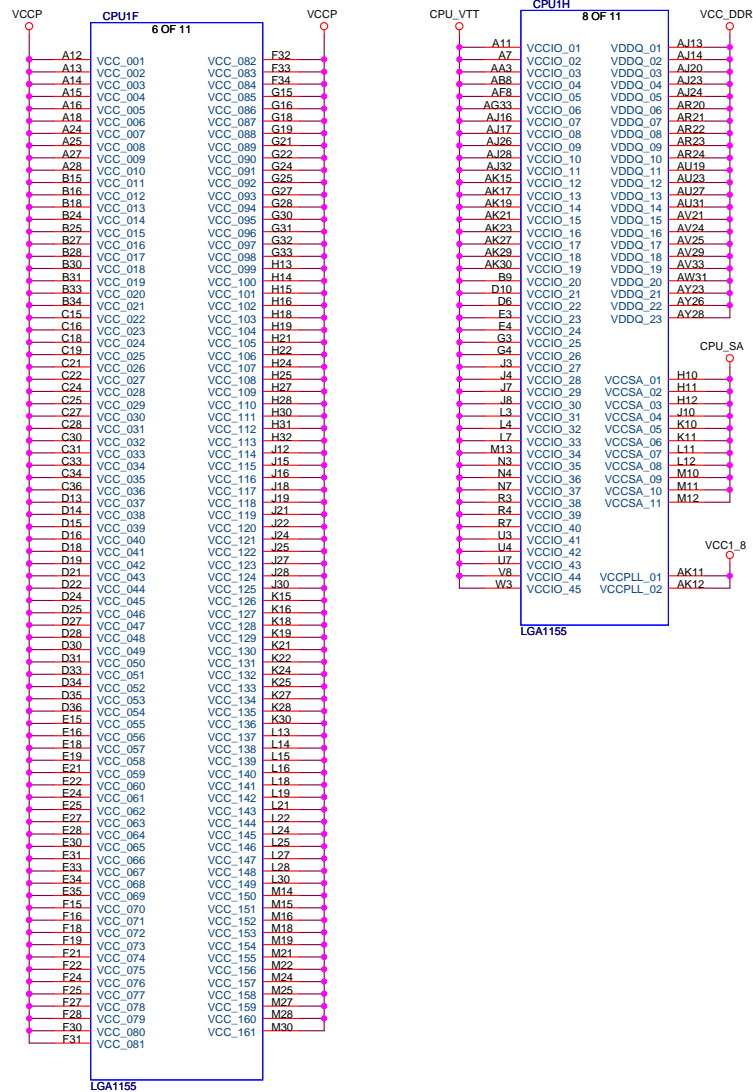 VCCP
CPU1F
VCCP
6 OF 11
A12 VCC_001 VCC_082 F32
A13 VCC_002 VCC_083 F33
A14 VCC_003 VCC_084 F34
A15 VCC_004 VCC_085 G15
A16 VCC_005 VCC_086 G16
A18 VCC_006 VCC_087 G18
A24 VCC_007 VCC_088 G19
A25 VCC_008 VCC_089 G21
A27 VCC_009 VCC_090 G22
A28 VCC_010 VCC_091 G24
B15 VCC_011 VCC_092 G25
B16 VCC_012 VCC_093 G27
B18 VCC_013 VCC_094 G28
B24 VCC_014 VCC_095 G30
B25 VCC_015 VCC_096 G31
B27 VCC_016 VCC_097 G32
B28 VCC_017 VCC_098 G33
B30 VCC_018 VCC_099 H13
B31 VCC_019 VCC_100 H14
B33 VCC_020 VCC_101 H15
B34 VCC_021 VCC_102 H16
C15 VCC_022 VCC_103 H18
C16 VCC_023 VCC_104 H19
C18 VCC_024 VCC_105 H21
C19 VCC_025 VCC_106 H22
C21 VCC_026 VCC_107 H24
C22 VCC_027 VCC_108 H25
C24 VCC_028 VCC_109 H27
C25 VCC_029 VCC_110 H28
C27 VCC_030 VCC_111 H30
C28 VCC_031 VCC_112 H31
C30 VCC_032 VCC_113 H32
C31 VCC_033 VCC_114 J12
C33 VCC_034 VCC_115 J15
C34 VCC_035 VCC_116 J16
C36 VCC_036 VCC_117 J18
D13 VCC_037 VCC_118 J19
D14 VCC_038 VCC_119 J21
D15 VCC_039 VCC_120 J22
D16 VCC_040 VCC_121 J24
D18 VCC_041 VCC_122 J25
D19 VCC_042 VCC_123 J27
D21 VCC_043 VCC_124 J28
D22 VCC_044 VCC_125 J30
D24 VCC_045 VCC_126 K15
D25 VCC_046 VCC_127 K16
D27 VCC_047 VCC_128 K18
D28 VCC_048 VCC_129 K19
D30 VCC_049 VCC_130 K21
D31 VCC_050 VCC_131 K22
D33 VCC_051 VCC_132 K24
D34 VCC_052 VCC_133 K25
D35 VCC_053 VCC_134 K27
D36 VCC_054 VCC_135 K28
E15 VCC_055 VCC_136 K30
E16 VCC_056 VCC_137 L13
E18 VCC_057 VCC_138 L14
E19 VCC_058 VCC_139 L15
E21 VCC_059 VCC_140 L16
E22 VCC_060 VCC_141 L18
E24 VCC_061 VCC_142 L19
E25 VCC_062 VCC_143 L21
E27 VCC_063 VCC_144 L22
E28 VCC_064 VCC_145 L24
E30 VCC_065 VCC_146 L25
E31 VCC_066 VCC_147 L27
E33 VCC_067 VCC_148 L28
E34 VCC_068 VCC_149 L30
E35 VCC_069 VCC_150 M14
F15 VCC_070 VCC_151 M15
F16 VCC_071 VCC_152 M16
F18 VCC_072 VCC_153 M18
F19 VCC_073 VCC_154 M19
F21 VCC_074 VCC_155 M21
F22 VCC_075 VCC_156 M22
F24 VCC_076 VCC_157 M24
F25 VCC_077 VCC_158 M25
F27 VCC_078 VCC_159 M27
F28 VCC_079 VCC_160 M28
F30 VCC_080 VCC_161 M30
F31 VCC_081
LGA1155
CPU_VTT
CPU1H
VCC_DDR
8 OF 11
A11 VCCIO_01 VDDQ_01 AJ13
A7 VCCIO_02 VDDQ_02 AJ14
AA3 VCCIO_03 VDDQ_03 AJ20
AB8 VCCIO_04 VDDQ_04 AJ23
AF8 VCCIO_05 VDDQ_05 AJ24
AG33 VCCIO_06 VDDQ_06 AR20
AJ16 VCCIO_07 VDDQ_07 AR21
AJ17 VCCIO_08 VDDQ_08 AR22
AJ26 VCCIO_09 VDDQ_09 AR23
AJ28 VCCIO_10 VDDQ_10 AR24
AJ32 VCCIO_11 VDDQ_11 AU19
AK15 VCCIO_12 VDDQ_12 AU23
AK17 VCCIO_13 VDDQ_13 AU27
AK19 VCCIO_14 VDDQ_14 AU31
AK21 VCCIO_15 VDDQ_15 AV21
AK23 VCCIO_16 VDDQ_16 AV24
AK27 VCCIO_17 VDDQ_17 AV25
AK29 VCCIO_18 VDDQ_18 AV29
AK30 VCCIO_19 VDDQ_19 AV33
B9 VCCIO_20 VDDQ_20 AW31
D10 VCCIO_21 VDDQ_21 AY23
D6 VCCIO_22 VDDQ_22 AY26
E3 VCCIO_23 VDDQ_23 AY28
E4 VCCIO_24
G3 VCCIO_25
CPU_SA
G4 VCCIO_26
J3 VCCIO_27
J4 VCCIO_28 VCCSA_01 H10
J7 VCCIO_29 VCCSA_02 H11
J8 VCCIO_30 VCCSA_03 H12
L3 VCCIO_31 VCCSA_04 J10
L4 VCCIO_32 VCCSA_05 K10
L7 VCCIO_33 VCCSA_06 K11
M13 VCCIO_34 VCCSA_07 L11
N3 VCCIO_35 VCCSA_08 L12
N4 VCCIO_36 VCCSA_09 M10
N7 VCCIO_37 VCCSA_10 M11
R3 VCCIO_38 VCCSA_11 M12
R4 VCCIO_39
R7 VCCIO_40
U3 VCCIO_41
VCC1_8
U4 VCCIO_42
U7 VCCIO_43
V8 VCCIO_44 VCCPLL_01 AK11
W3 VCCIO_45 VCCPLL_02 AK12
LGA1155